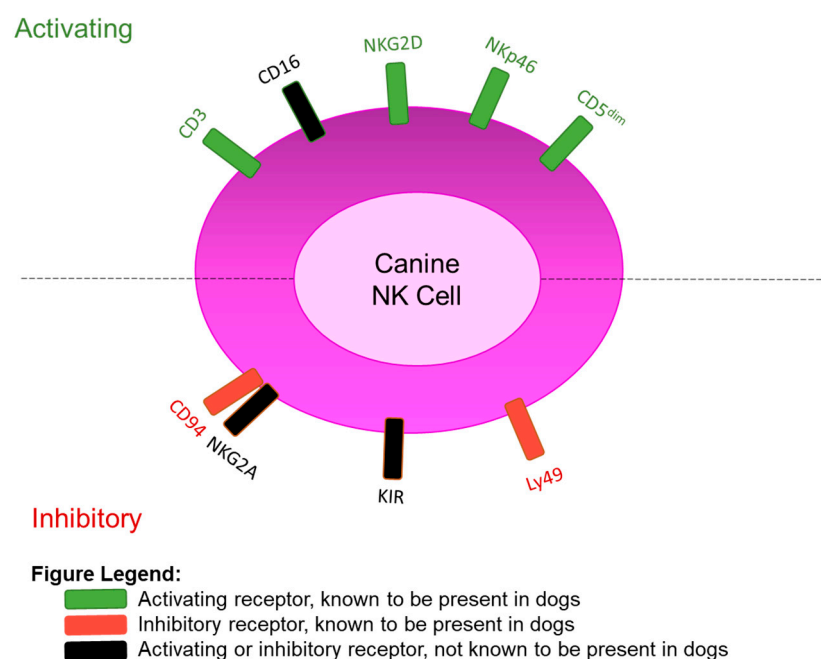 Activating
CD3
CD16
NKG2D
NKp46
CD5dim
Canine
NK Cell
CD94
NKG2A
KIR
Ly49
Inhibitory
Figure Legend:
Activating receptor, known to be present in dogs
Inhibitory receptor, known to be present in dogs
Activating or inhibitory receptor, not known to be present in dogs